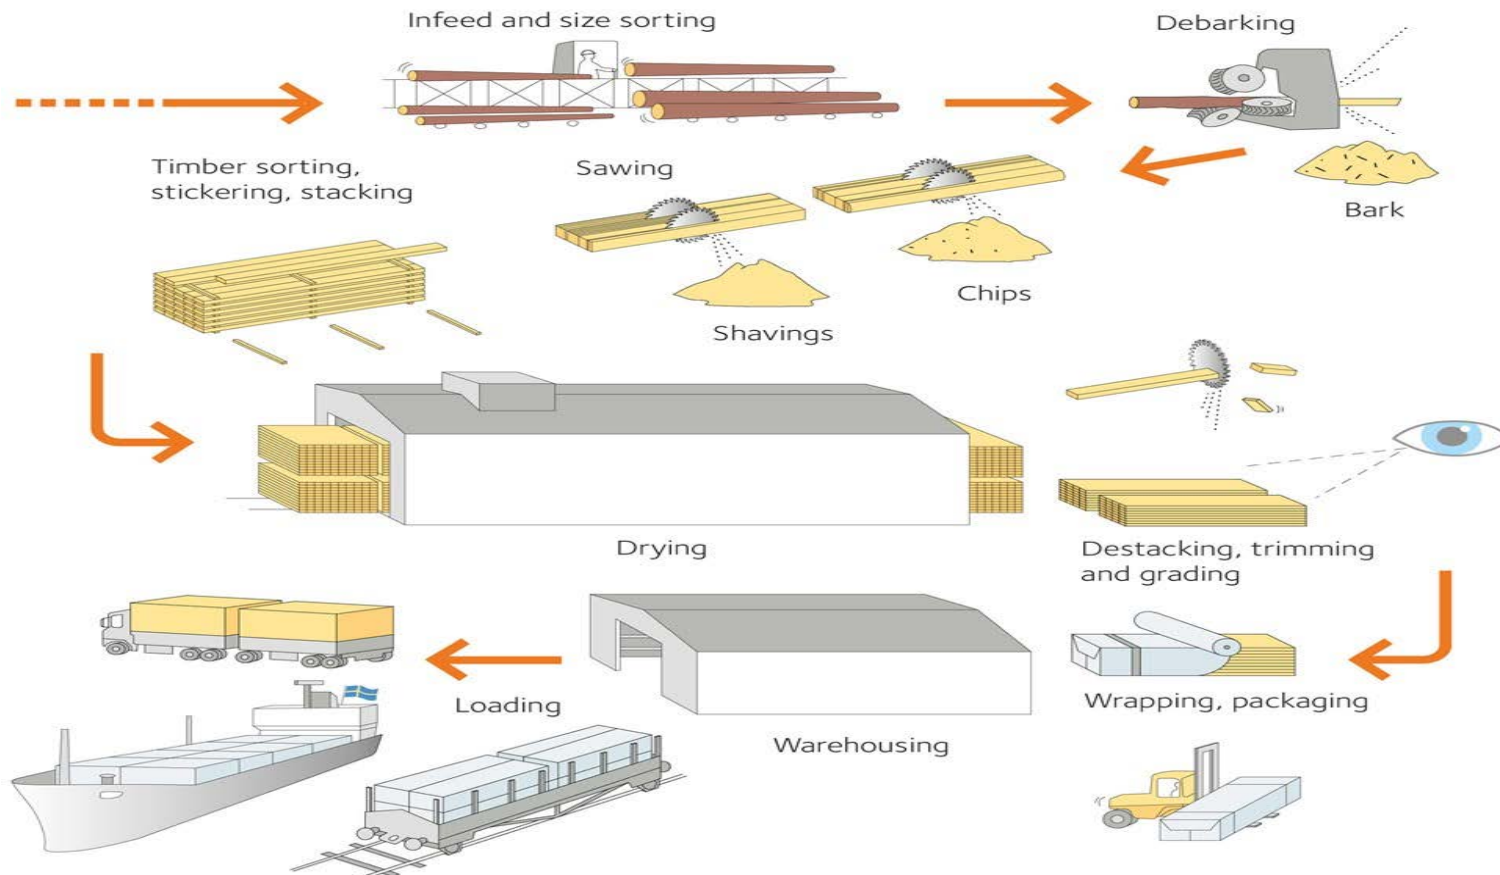 Infeed and size sorting
Debarking
Timber sorting,
stickering, stacking
Sawing
Bark
Chips
Shavings
Drying
Destacking, trimming
and grading
Wrapping, packaging
Loading
Warehousing